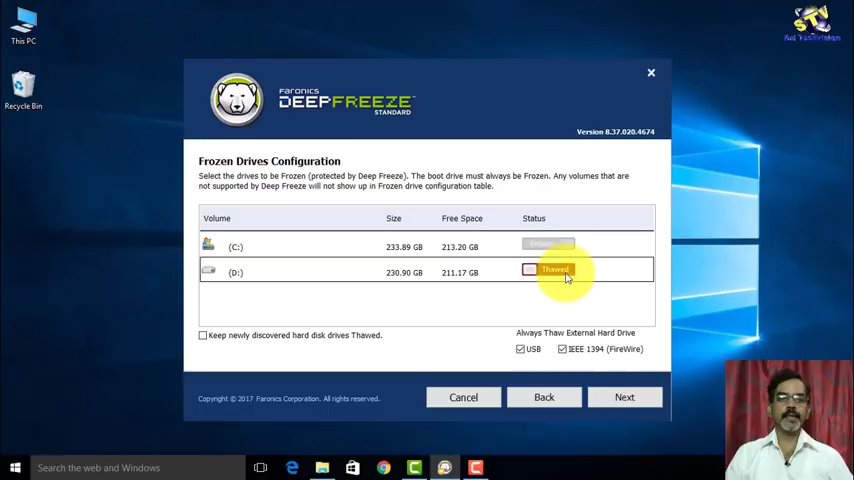 This PC
Recycle Bin
STV
Sai TechVision
FARONICS
DEEPFREEZE™
STANDARD
Version 8.37.020.4674
Frozen Drives Configuration
Select the drives to be Frozen (protected by Deep Freeze). The boot drive must always be Frozen. Any volumes that are
not supported by Deep Freeze will not show up in Frozen drive configuration table.
Volume Size Free Space Status
(C:) 233.89 GB 213.20 GB Frozen
(D:) 230.90 GB 211.17 GB Thawed
Keep newly discovered hard disk drives Thawed.
Always Thaw External Hard Drive
USB IEEE 1394 (FireWire)
Copyright © 2017 Faronics Corporation. All rights reserved.
Cancel Back Next
Search the web and Windows